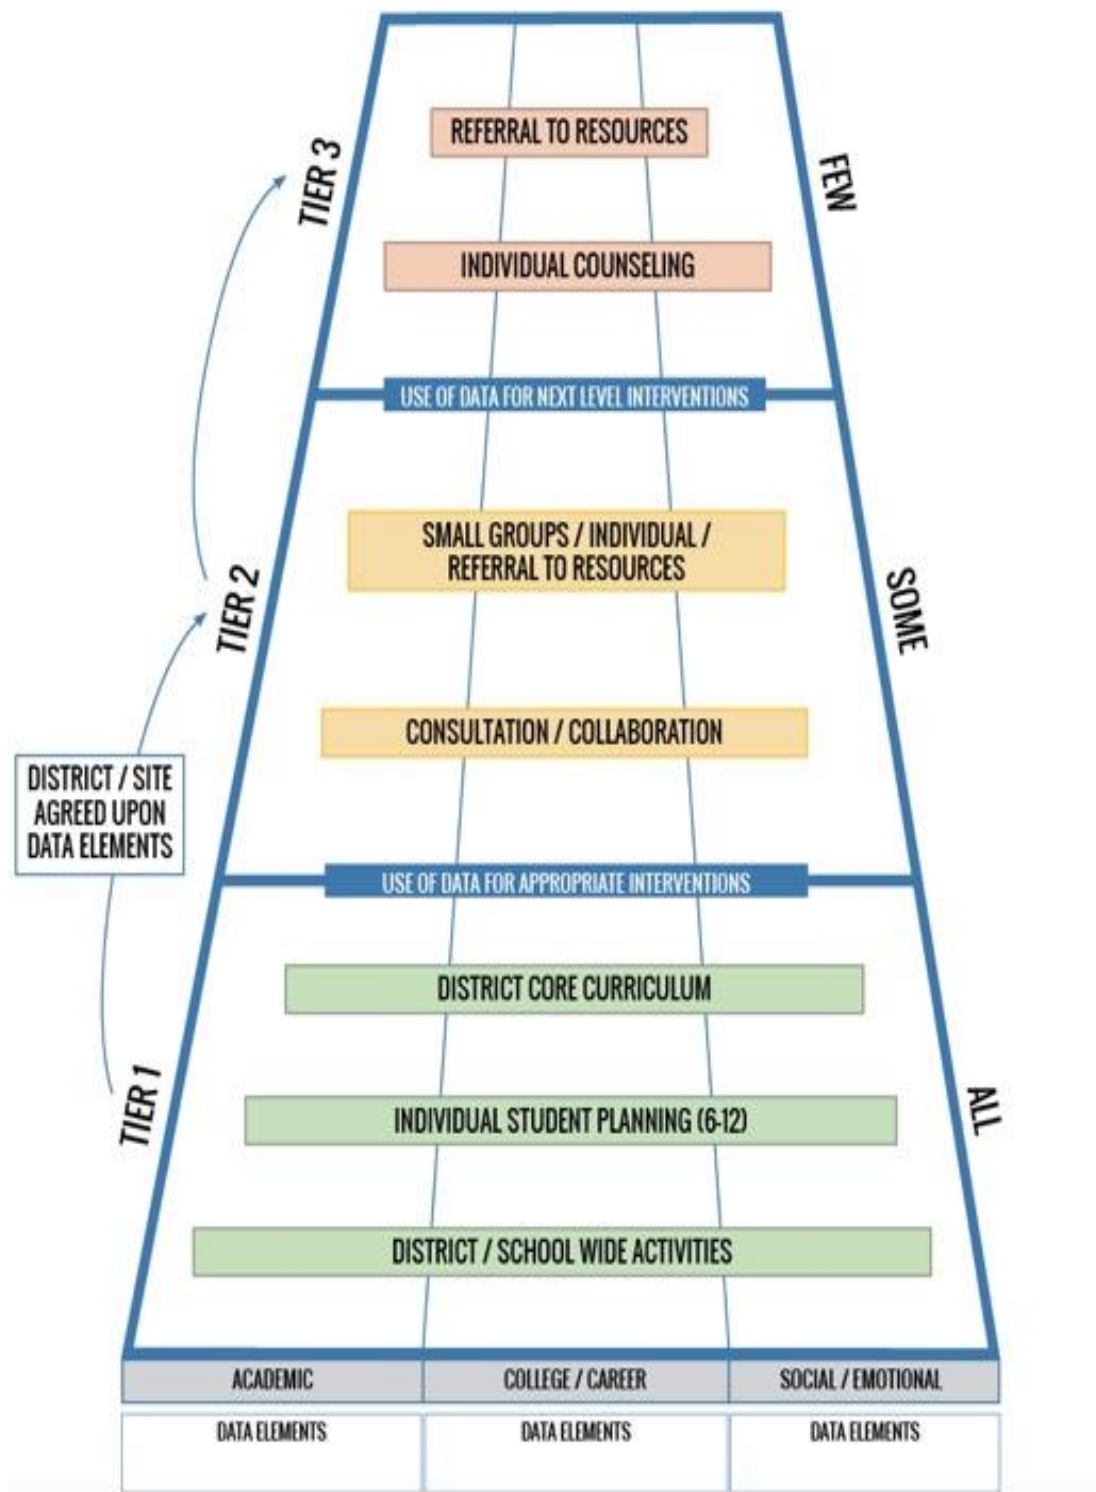 REFERRAL TO RESOURCES
TIER 3
FEW
INDIVIDUAL COUNSELING
USE OF DATA FOR NEXT LEVEL INTERVENTIONS
SMALL GROUPS / INDIVIDUAL /
REFERRAL TO RESOURCES
TIER 2
SOME
CONSULTATION / COLLABORATION
DISTRICT / SITE
AGREED UPON
DATA ELEMENTS
USE OF DATA FOR APPROPRIATE INTERVENTIONS
DISTRICT CORE CURRICULUM
TIER 1
ALL
INDIVIDUAL STUDENT PLANNING (6-12)
DISTRICT / SCHOOL WIDE ACTIVITIES
ACADEMIC
COLLEGE / CAREER
SOCIAL / EMOTIONAL
DATA ELEMENTS
DATA ELEMENTS
DATA ELEMENTS